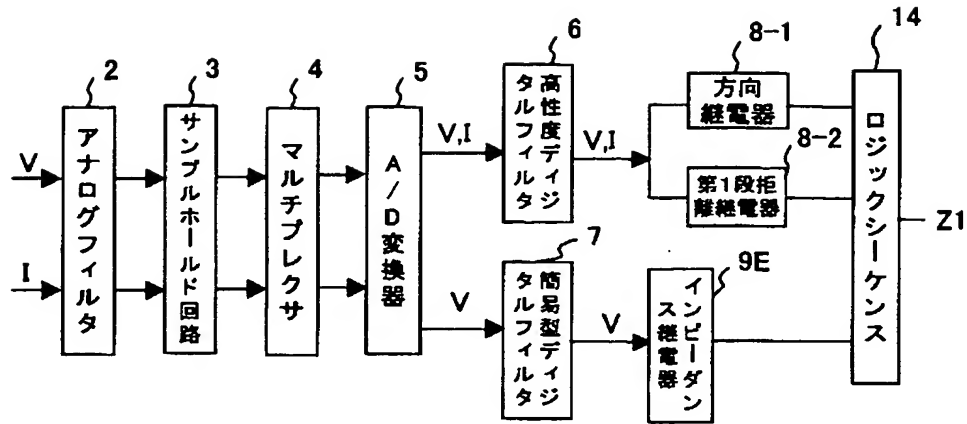 2
3
4
5
6
7
8-1
8-2
9E
14
V
I
アナログフィルタ
サンプルホールド回路
マルチプレクサ
A/D変換器
V,I
V
高性度ディジ
タルフィルタ
簡易型ディジ
タルフィルタ
V,I
V
方向
継電器
第1段拒
離継電器
インピーダン
ス継電器
ロジックシーケンス
Z1